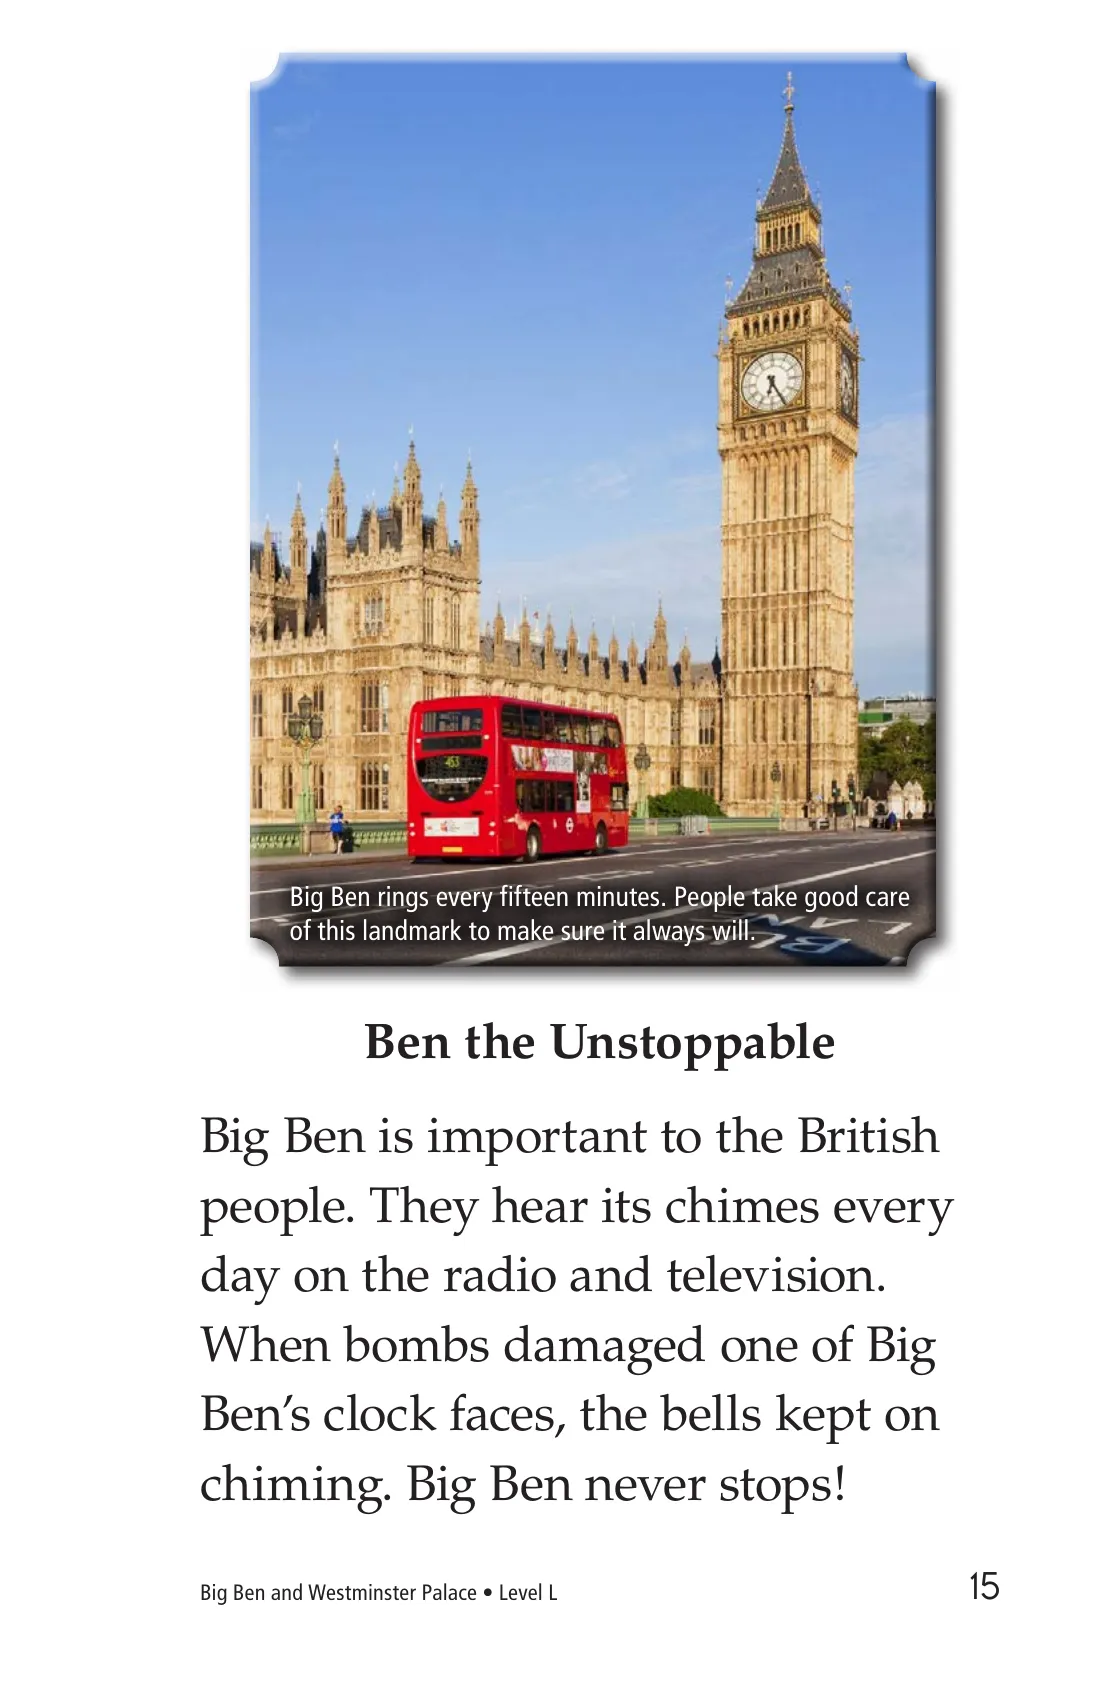 453
Big Ben rings every fifteen minutes. People take good care
of this landmark to make sure it always will.
Ben the Unstoppable
Big Ben is important to the British
people. They hear its chimes every
day on the radio and television.
When bombs damaged one of Big
Ben’s clock faces, the bells kept on
chiming. Big Ben never stops!
Big Ben and Westminster Palace • Level L
15